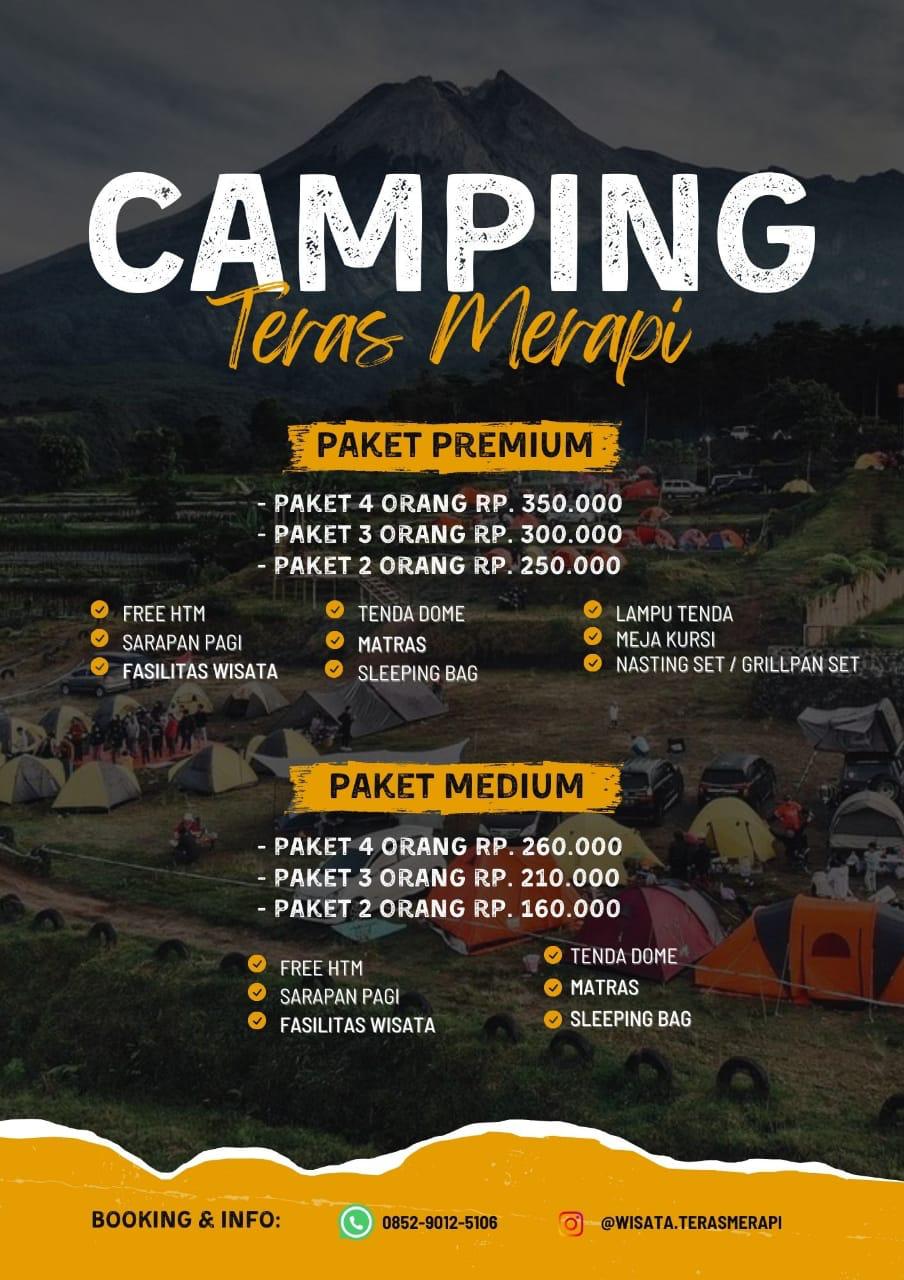 CAMPING
Teras Merapi
PAKET PREMIUM
- PAKET 4 ORANG RP. 350.000
- PAKET 3 ORANG RP. 300.000
- PAKET 2 ORANG RP. 250.000
FREE HTM
SARAPAN PAGI
FASILITAS WISATA
TENDA DOME
MATRAS
SLEEPING BAG
LAMPU TENDA
MEJA KURSI
NASTING SET / GRILLPAN SET
PAKET MEDIUM
- PAKET 4 ORANG RP. 260.000
- PAKET 3 ORANG RP. 210.000
- PAKET 2 ORANG RP. 160.000
FREE HTM
SARAPAN PAGI
FASILITAS WISATA
TENDA DOME
MATRAS
SLEEPING BAG
BOOKING & INFO: 0852-9012-5106 @WISATA.TERASMERAPI